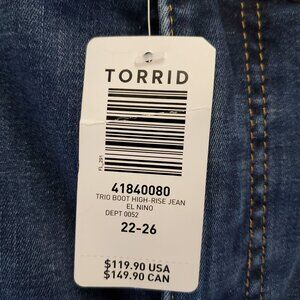 TORRID
FL_291
41840080
TRIO BOOT HIGH-RISE JEAN
EL NINO
DEPT 0052
22-26
$119.90 USA
$149.90 CAN